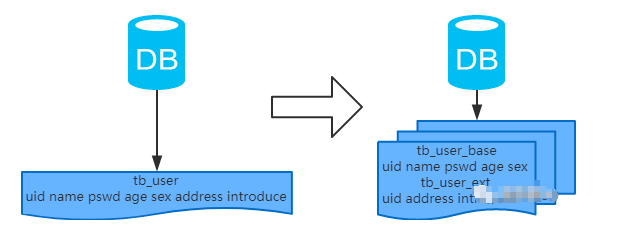 DB
DB
tb_user
uid name pswd age sex address introduce
tb_user_base
uid name pswd age sex
tb_user_ext
uid address